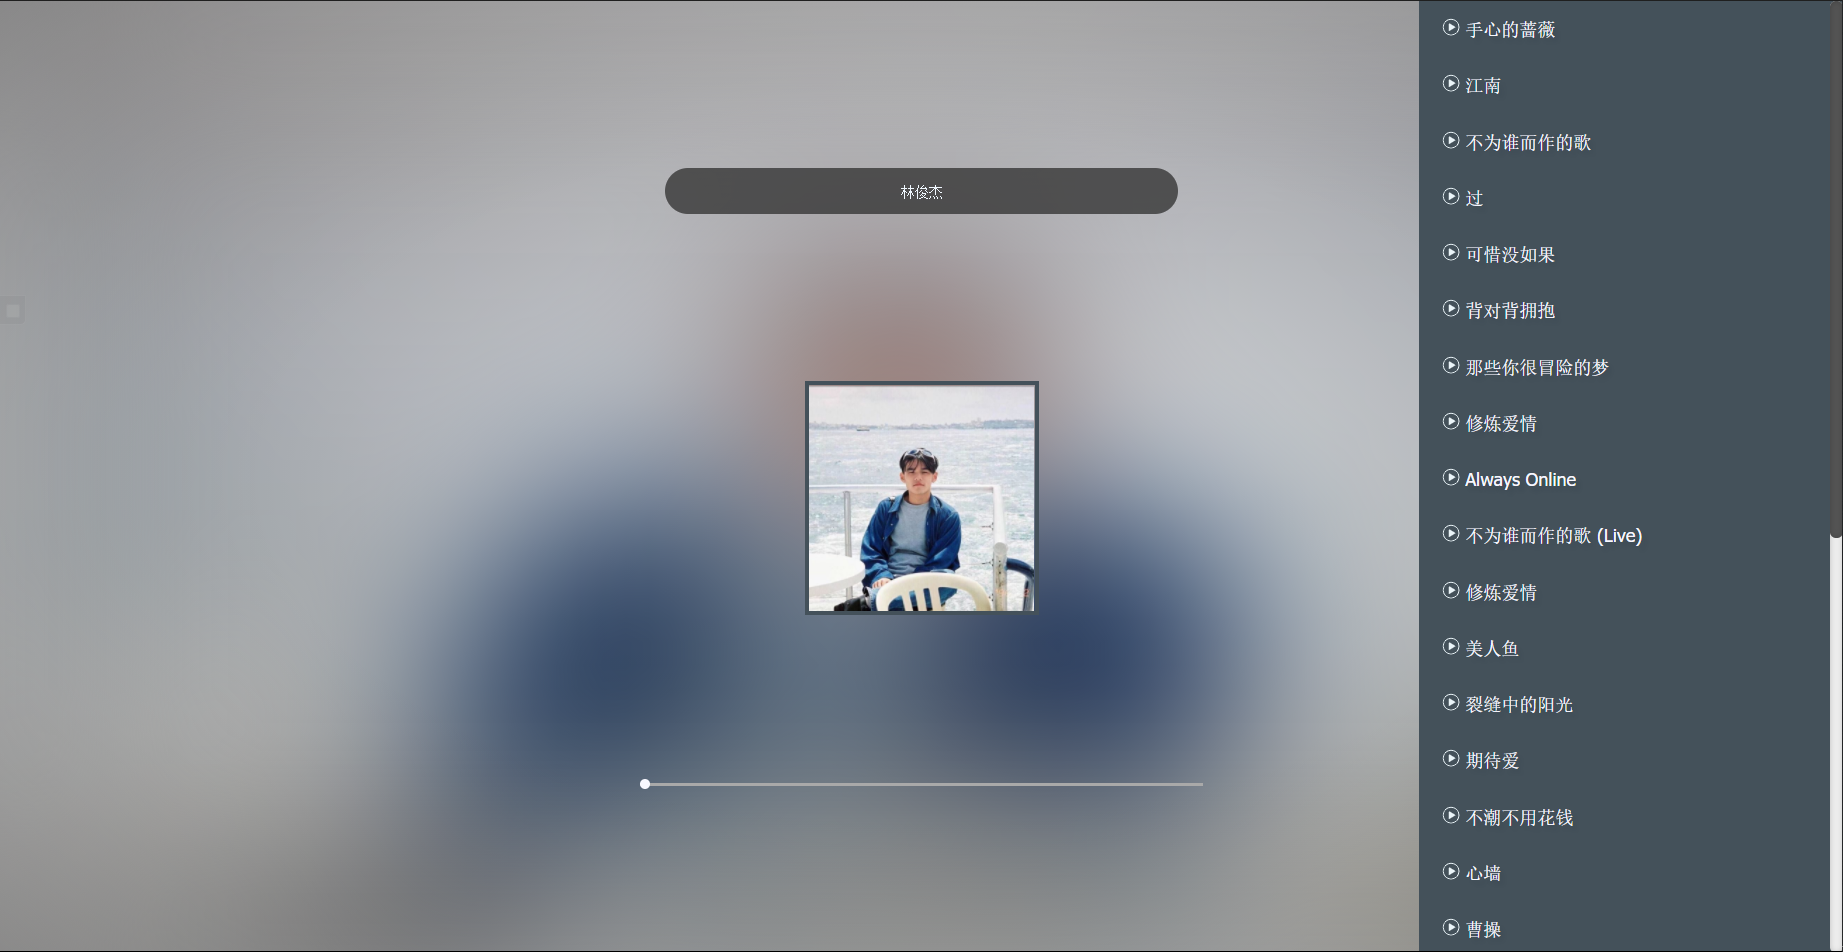 林俊杰
手心的蔷薇
江南
不为谁而作的歌
过
可惜没如果
背对背拥抱
那些你很冒险的梦
修炼爱情
Always Online
不为谁而作的歌 (Live)
修炼爱情
美人鱼
裂缝中的阳光
期待爱
不潮不用花钱
心墙
曹操